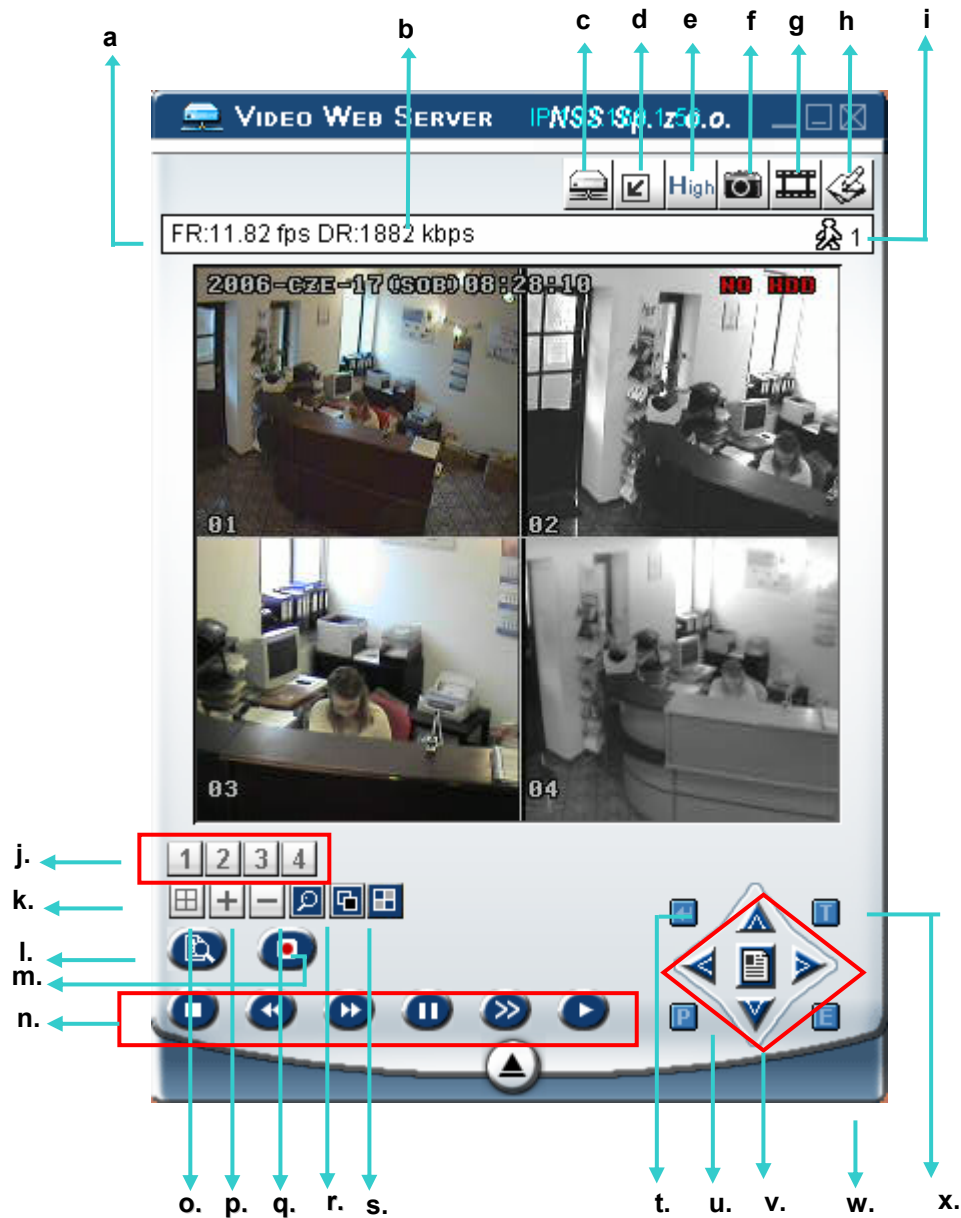 a b c d e f g h i
VIDEO WEB SERVER NSS Sp. z o.o.
High
FR:11.82 fps DR:1882 kbps 1
2006-CZE-17(SOB)08:28:10 NO HDD
01 02
03 04
j. 1 2 3 4
k.
l.
m.
T
n.
P E
o. p. q. r. s. t. u. v. w. x.